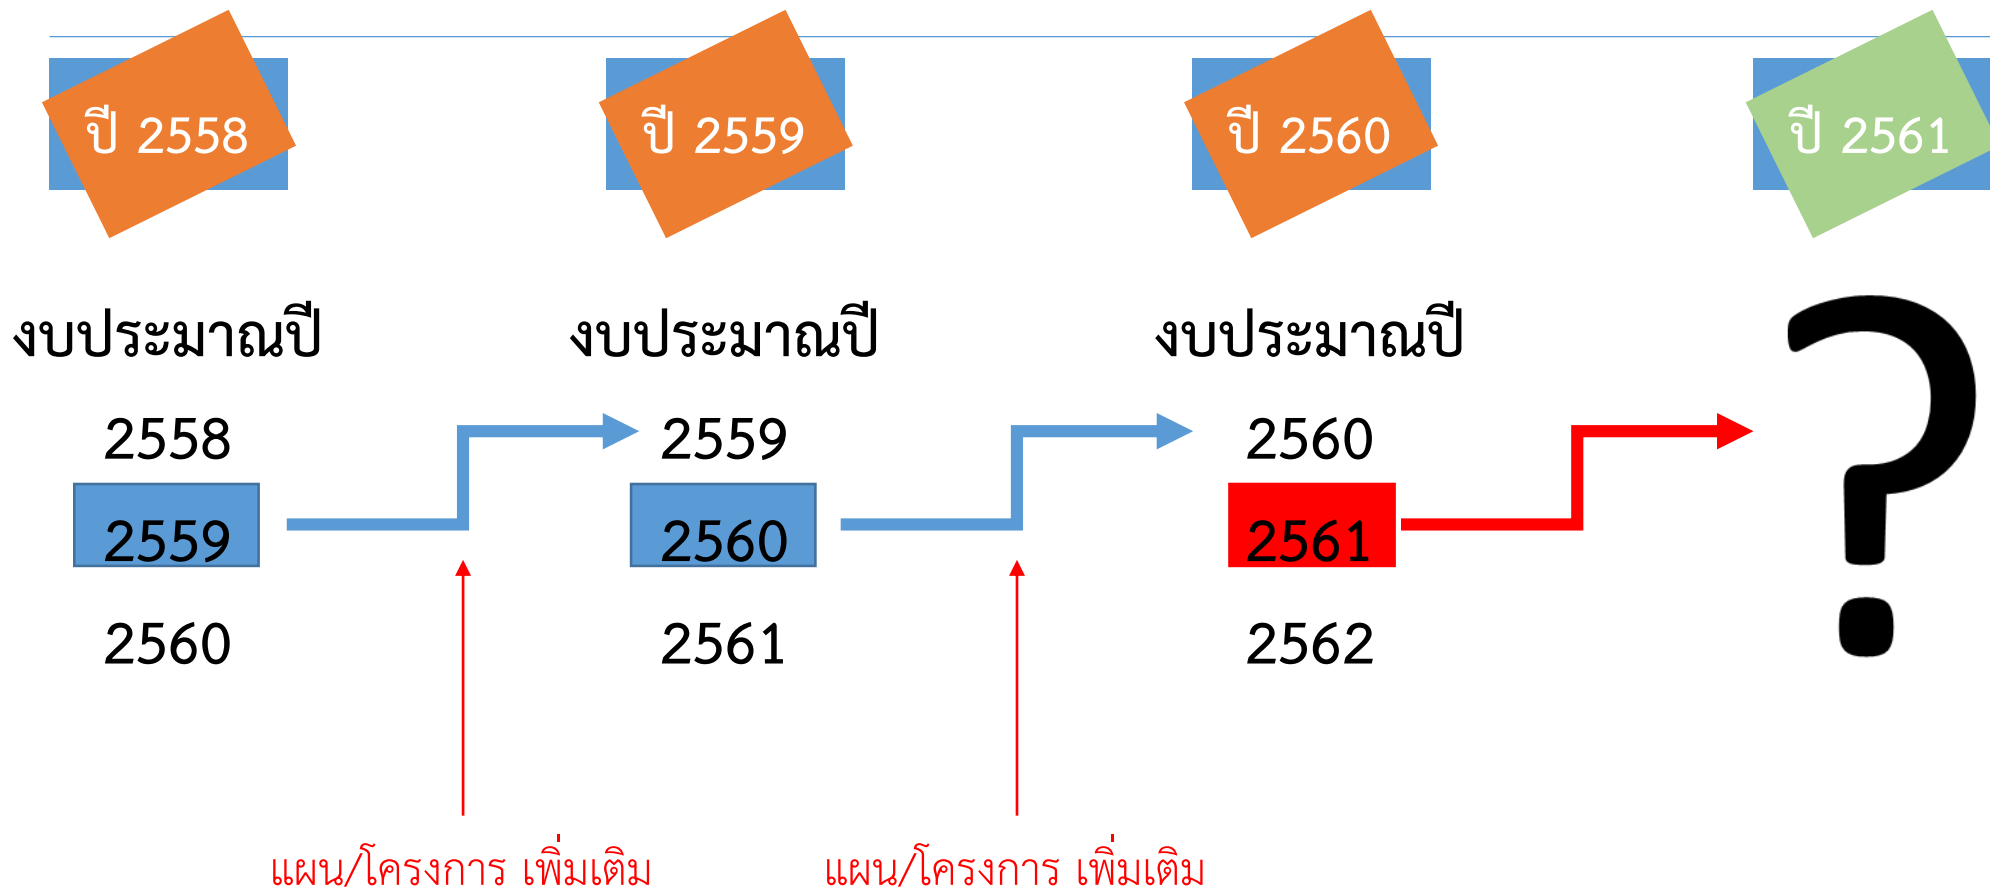 ปี 2558
ปี 2559
ปี 2560
ปี 2561
งบประมาณปี
2558
2559
2560
งบประมาณปี
2559
2560
2561
งบประมาณปี
2560
2561
2562
?
แผน/โครงการ เพิ่มเติม
แผน/โครงการ เพิ่มเติม